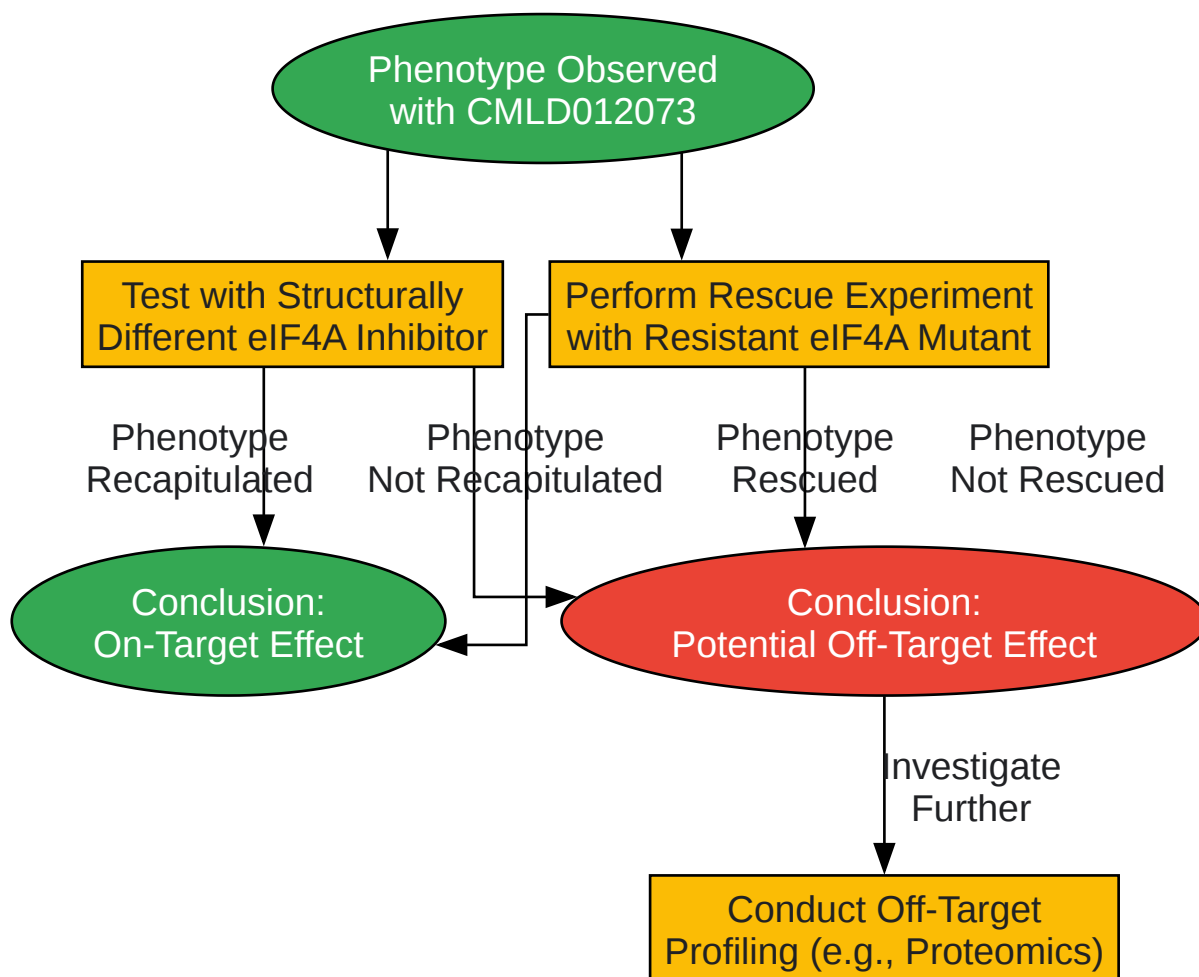 Phenotype Observed
with CMLD012073
Test with Structurally
Different eIF4A Inhibitor
Perform Rescue Experiment
with Resistant eIF4A Mutant
Phenotype
Recapitulated
Phenotype
Not Recapitulated
Phenotype
Rescued
Phenotype
Not Rescued
Conclusion:
On-Target Effect
Conclusion:
Potential Off-Target Effect
Investigate
Further
Conduct Off-Target
Profiling (e.g., Proteomics)